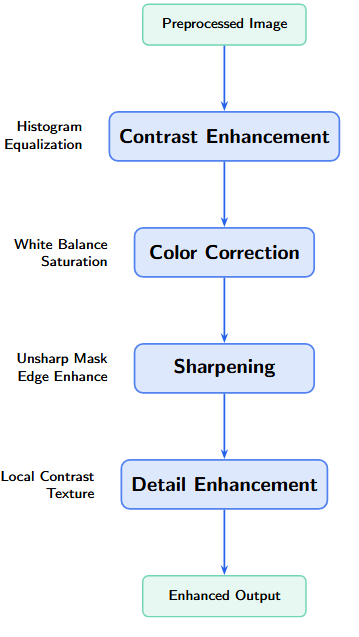 Preprocessed Image
Histogram
Equalization
Contrast Enhancement
White Balance
Saturation
Color Correction
Unsharp Mask
Edge Enhance
Sharpening
Local Contrast
Texture
Detail Enhancement
Enhanced Output